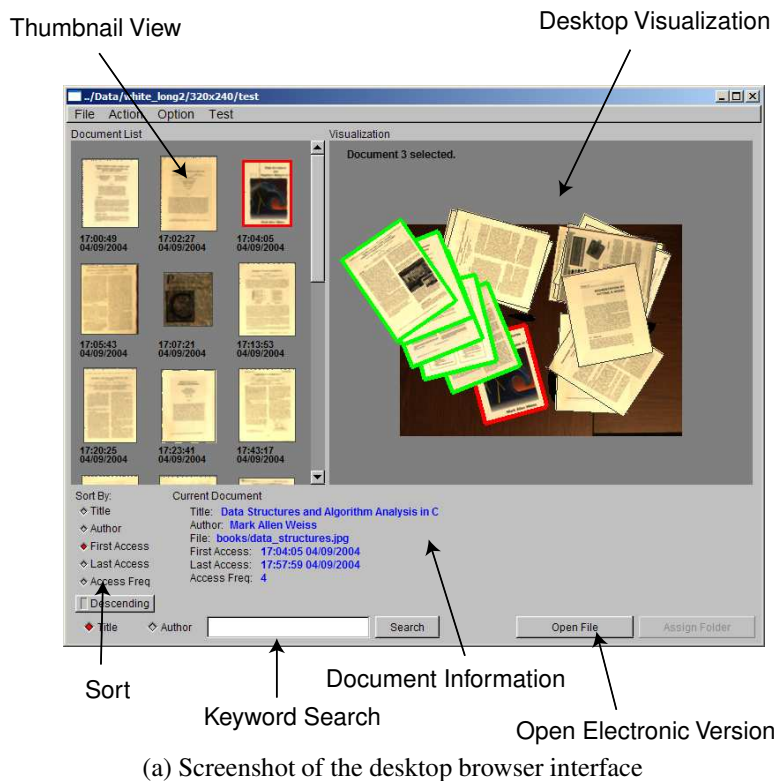 Thumbnail View
Desktop Visualization
../Data/white_long2/320x240/test
File Action Option Test
Document List
Visualization
Document 3 selected.
17:00:49 17:02:27 17:04:05
04/09/2004 04/09/2004 04/09/2004
17:05:43 17:07:21 17:13:53
04/09/2004 04/09/2004 04/09/2004
17:20:25 17:23:41 17:43:17
04/09/2004 04/09/2004 04/09/2004
Mark Allen Weiss
Sort By:
Title
Author
First Access
Last Access
Access Freq
Descending
Current Document
Title: Data Structures and Algorithm Analysis in C
Author: Mark Allen Weiss
File: books/data_structures.jpg
First Access: 17:04:05 04/09/2004
Last Access: 17:57:59 04/09/2004
Access Freq: 4
Title Author Search Open File Assign Folder
Sort
Keyword Search
Document Information
Open Electronic Version
(a) Screenshot of the desktop browser interface